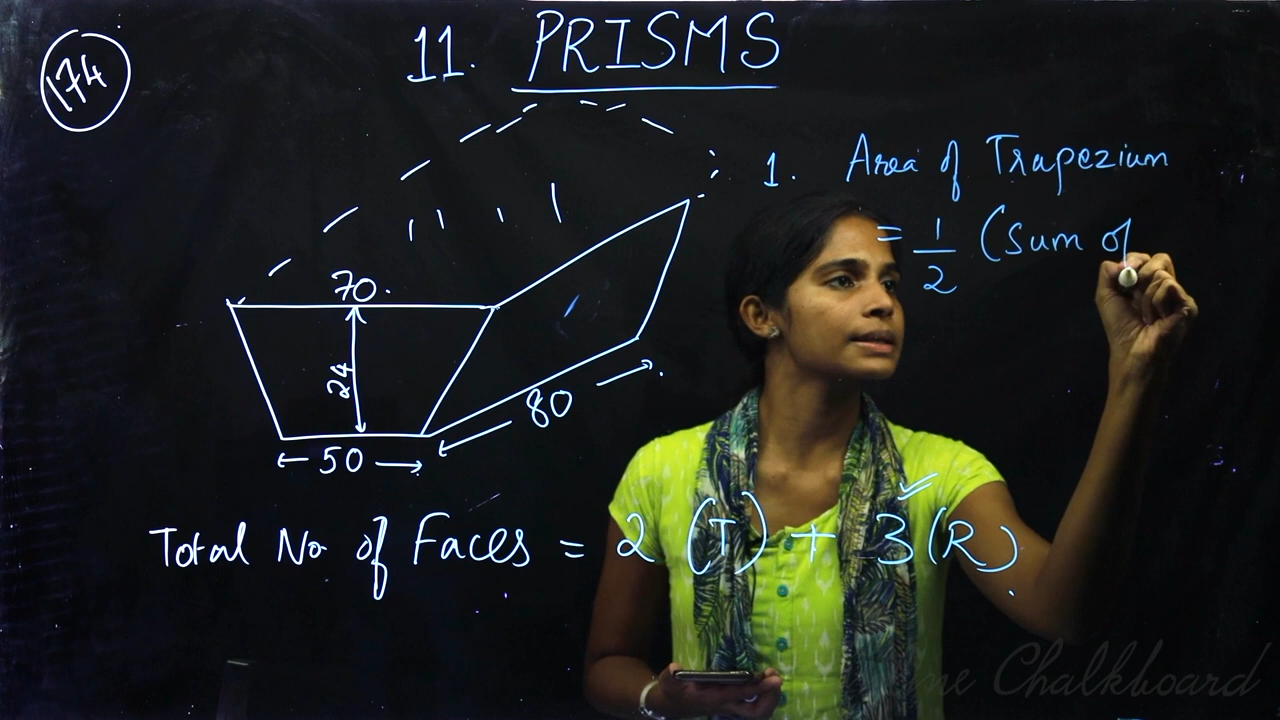 174
11. PRISMS
1. Area of Trapezium
= 1/2 (Sum of
70
24
80
50
Total No of Faces = 2 (T) + 3 (R)
Chalkboard